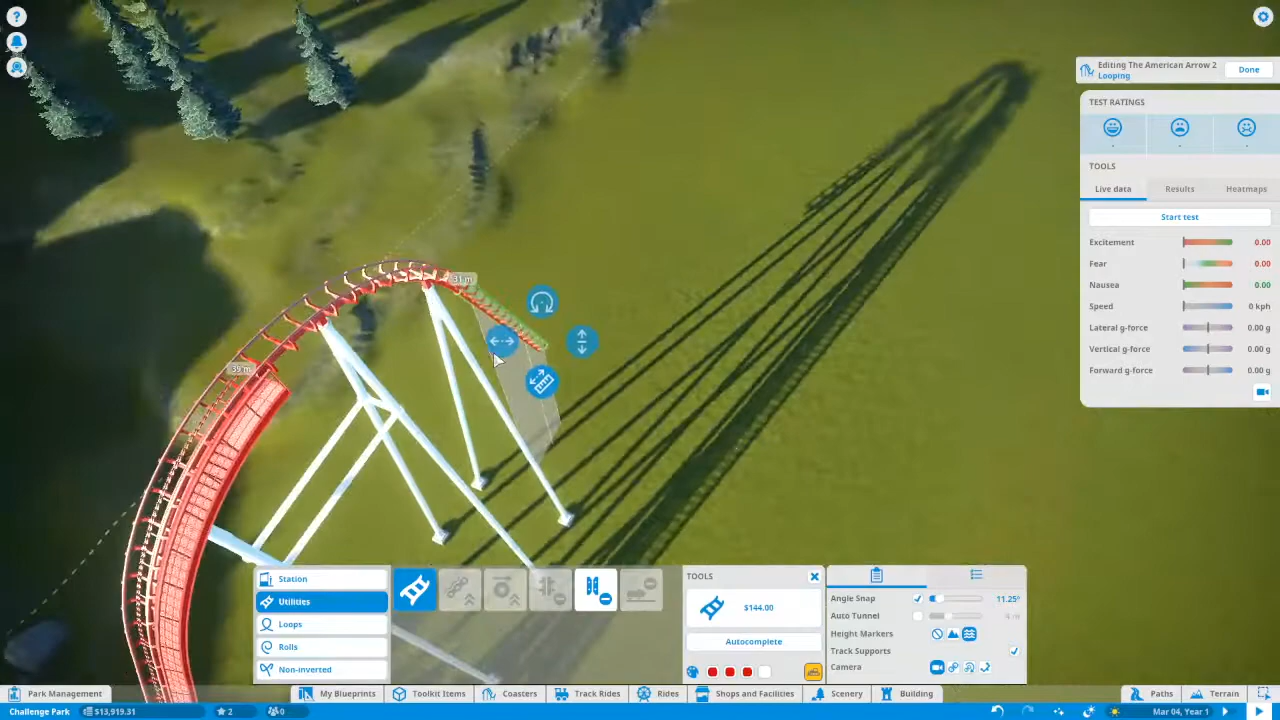 ?
Editing The American Arrow 2
Looping
Done
TEST RATINGS
- - -
TOOLS
Live data Results Heatmaps
Start test
Excitement 0.00
Fear 0.00
Nausea 0.00
Speed 0 kph
Lateral g-force 0.00 g
Vertical g-force 0.00 g
Forward g-force 0.00 g
31 m
39 m
Station
Utilities
Loops
Rolls
Non-inverted
TOOLS
$144.00
Autocomplete
Angle Snap 11.25°
Auto Tunnel 4 m
Height Markers
Track Supports
Camera
Park Management My Blueprints Toolkit Items Coasters Track Rides Rides Shops and Facilities Scenery Building Paths Terrain
Challenge Park $13,919.31 2 0 Mar 04, Year 1